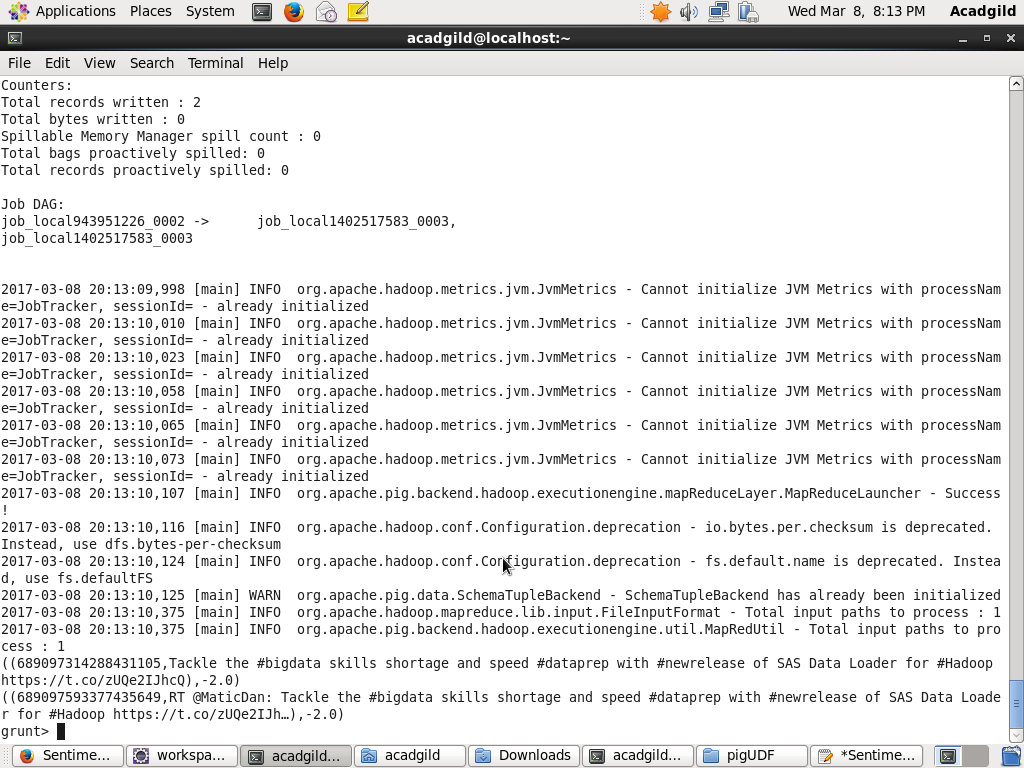 Applications Places System Wed Mar 8, 8:13 PM Acadgild
acadgild@localhost:~
File Edit View Search Terminal Help
Counters:
Total records written : 2
Total bytes written : 0
Spillable Memory Manager spill count : 0
Total bags proactively spilled: 0
Total records proactively spilled: 0
Job DAG:
job_local943951226_0002 -> job_local1402517583_0003,
job_local1402517583_0003
2017-03-08 20:13:09,998 [main] INFO org.apache.hadoop.metrics.jvm.JvmMetrics - Cannot initialize JVM Metrics with processNam
e=JobTracker, sessionId= - already initialized
2017-03-08 20:13:10,010 [main] INFO org.apache.hadoop.metrics.jvm.JvmMetrics - Cannot initialize JVM Metrics with processNam
e=JobTracker, sessionId= - already initialized
2017-03-08 20:13:10,023 [main] INFO org.apache.hadoop.metrics.jvm.JvmMetrics - Cannot initialize JVM Metrics with processNam
e=JobTracker, sessionId= - already initialized
2017-03-08 20:13:10,058 [main] INFO org.apache.hadoop.metrics.jvm.JvmMetrics - Cannot initialize JVM Metrics with processNam
e=JobTracker, sessionId= - already initialized
2017-03-08 20:13:10,065 [main] INFO org.apache.hadoop.metrics.jvm.JvmMetrics - Cannot initialize JVM Metrics with processNam
e=JobTracker, sessionId= - already initialized
2017-03-08 20:13:10,073 [main] INFO org.apache.hadoop.metrics.jvm.JvmMetrics - Cannot initialize JVM Metrics with processNam
e=JobTracker, sessionId= - already initialized
2017-03-08 20:13:10,107 [main] INFO org.apache.pig.backend.hadoop.executionengine.mapReduceLayer.MapReduceLauncher - Success
!
2017-03-08 20:13:10,116 [main] INFO org.apache.hadoop.conf.Configuration.deprecation - io.bytes.per.checksum is deprecated.
Instead, use dfs.bytes-per-checksum
2017-03-08 20:13:10,124 [main] INFO org.apache.hadoop.conf.Configuration.deprecation - fs.default.name is deprecated. Instea
d, use fs.defaultFS
2017-03-08 20:13:10,125 [main] WARN org.apache.pig.data.SchemaTupleBackend - SchemaTupleBackend has already been initialized
2017-03-08 20:13:10,375 [main] INFO org.apache.hadoop.mapreduce.lib.input.FileInputFormat - Total input paths to process : 1
2017-03-08 20:13:10,375 [main] INFO org.apache.pig.backend.hadoop.executionengine.util.MapRedUtil - Total input paths to pro
cess : 1
((689097314288431105,Tackle the #bigdata skills shortage and speed #dataprep with #newrelease of SAS Data Loader for #Hadoop
https://t.co/zUQe2IJhcQ),-2.0)
((689097593377435649,RT @MaticDan: Tackle the #bigdata skills shortage and speed #dataprep with #newrelease of SAS Data Loade
r for #Hadoop https://t.co/zUQe2IJh…),-2.0)
grunt>
Sentime... workspa... acadgild... acadgild Downloads acadgild... pigUDF *Sentime...